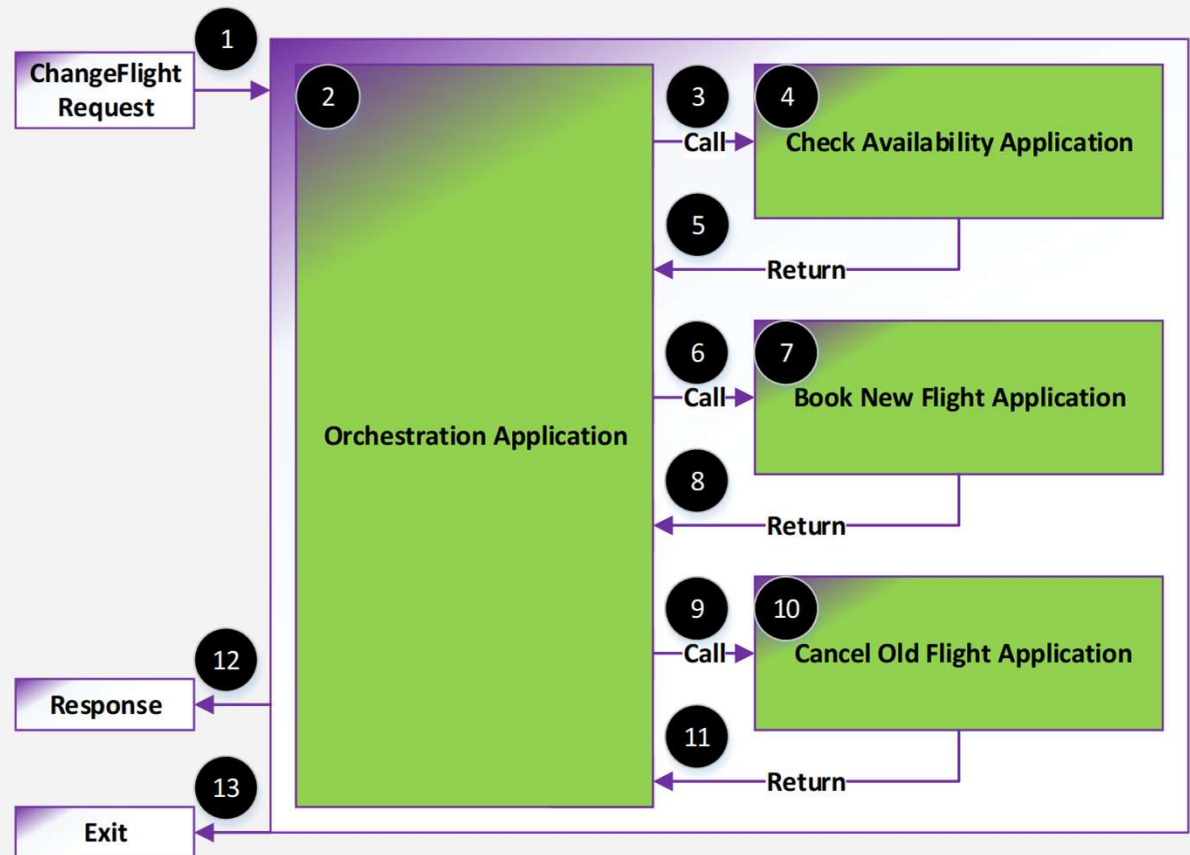 1
ChangeFlight
Request
2
3
Call
4
Check Availability Application
5
Return
6
Call
7
Book New Flight Application
Orchestration Application
8
Return
9
Call
10
Cancel Old Flight Application
11
Return
12
Response
13
Exit